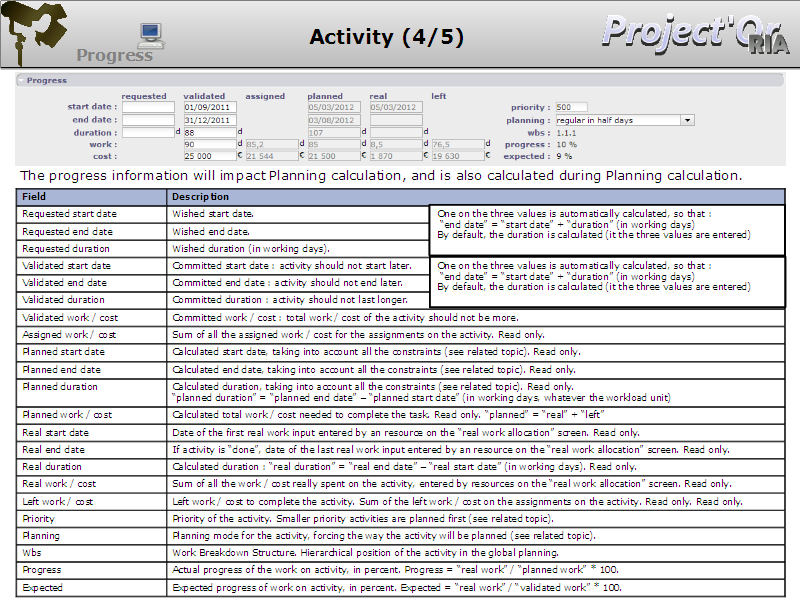 Progress
Activity (4/5)
Project'Or
RIA
Progress
requested validated assigned planned real left
start date : 01/09/2011 05/03/2012 05/03/2012 priority : 500
end date : 31/12/2011 03/08/2012 planning : regular in half days
duration : d 88 d 107 d d wbs : 1.1.1
work : 90 d 85,2 d 85 d 8,5 d 76,5 d progress : 10 %
cost : 25 000 € 21 544 € 21 500 € 1 870 € 19 630 € expected : 9 %
The progress information will impact Planning calculation, and is also calculated during Planning calculation.
Field Description
Requested start date Wished start date.
Requested end date Wished end date.
Requested duration Wished duration (in working days).
One on the three values is automatically calculated, so that :
"end date" = "start date" + "duration" (in working days)
By default, the duration is calculated (it the three values are entered)
Validated start date Committed start date : activity should not start later.
Validated end date Committed end date : activity should not end later.
Validated duration Committed duration : activity should not last longer.
One on the three values is automatically calculated, so that :
"end date" = "start date" + "duration" (in working days)
By default, the duration is calculated (it the three values are entered)
Validated work / cost Committed work / cost : total work / cost of the activity should not be more.
Assigned work / cost Sum of all the assigned work / cost for the assignments on the activity. Read only.
Planned start date Calculated start date, taking into account all the constraints (see related topic). Read only.
Planned end date Calculated end date, taking into account all the constraints (see related topic). Read only.
Planned duration Calculated duration, taking into account all the constraints (see related topic). Read only.
"planned duration" = "planned end date" – "planned start date" (in working days, whatever the workload unit)
Planned work / cost Calculated total work / cost needed to complete the task. Read only. "planned" = "real" + "left"
Real start date Date of the first real work input entered by an resource on the "real work allocation" screen. Read only.
Real end date If activity is "done", date of the last real work input entered by an resource on the "real work allocation" screen. Read only.
Real duration Calculated duration : "real duration" = "real end date" – "real start date" (in working days). Read only.
Real work / cost Sum of all the work / cost really spent on the activity, entered by resources on the "real work allocation" screen. Read only.
Left work / cost Left work / cost to complete the activity. Sum of the left work / cost on the assignments on the activity. Read only. Read only.
Priority Priority of the activity. Smaller priority activities are planned first (see related topic).
Planning Planning mode for the activity, forcing the way the activity will be planned (see related topic).
Wbs Work Breakdown Structure. Hierarchical position of the activity in the global planning.
Progress Actual progress of the work on activity, in percent. Progress = "real work" / "planned work" * 100.
Expected Expected progress of work on activity, in percent. Expected = "real work" / "validated work" * 100.